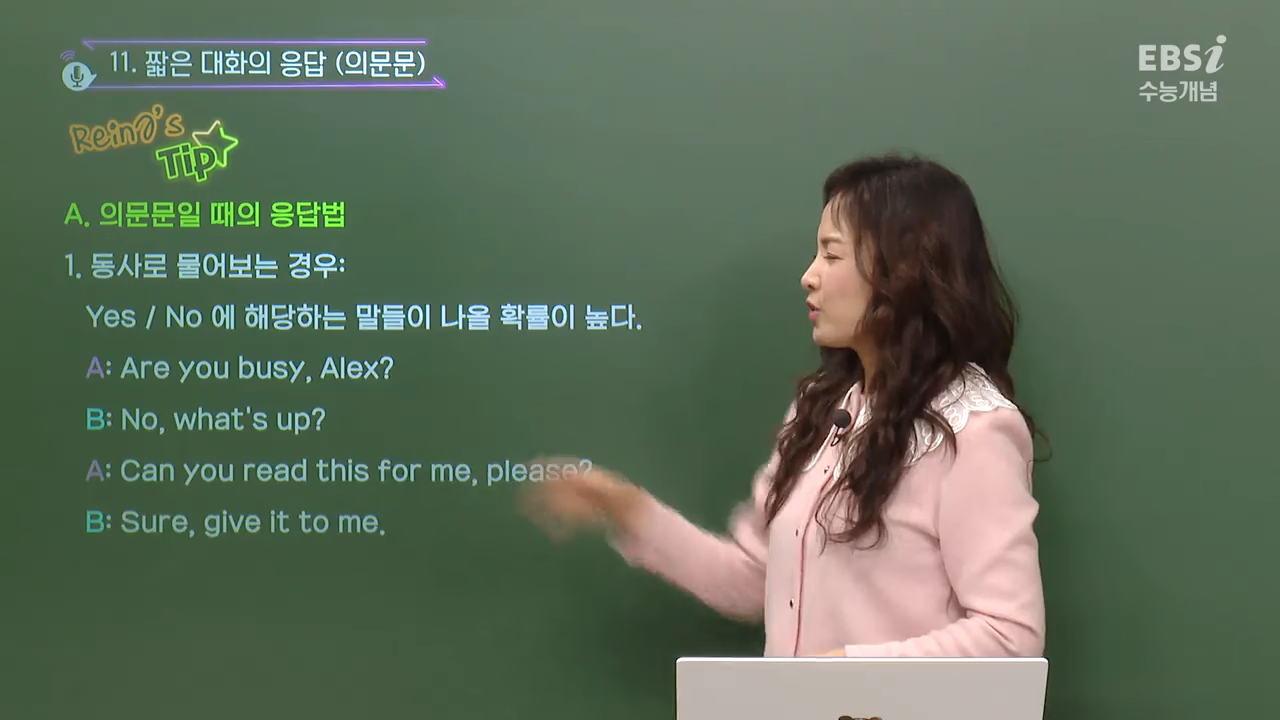 11. 짧은 대화의 응답 (의문문)
EBSi
수능개념
Reina's
Tip
A. 의문문일 때의 응답법
1. 동사로 물어보는 경우:
Yes / No 에 해당하는 말들이 나올 확률이 높다.
A: Are you busy, Alex?
B: No, what's up?
A: Can you read this for me, please?
B: Sure, give it to me.